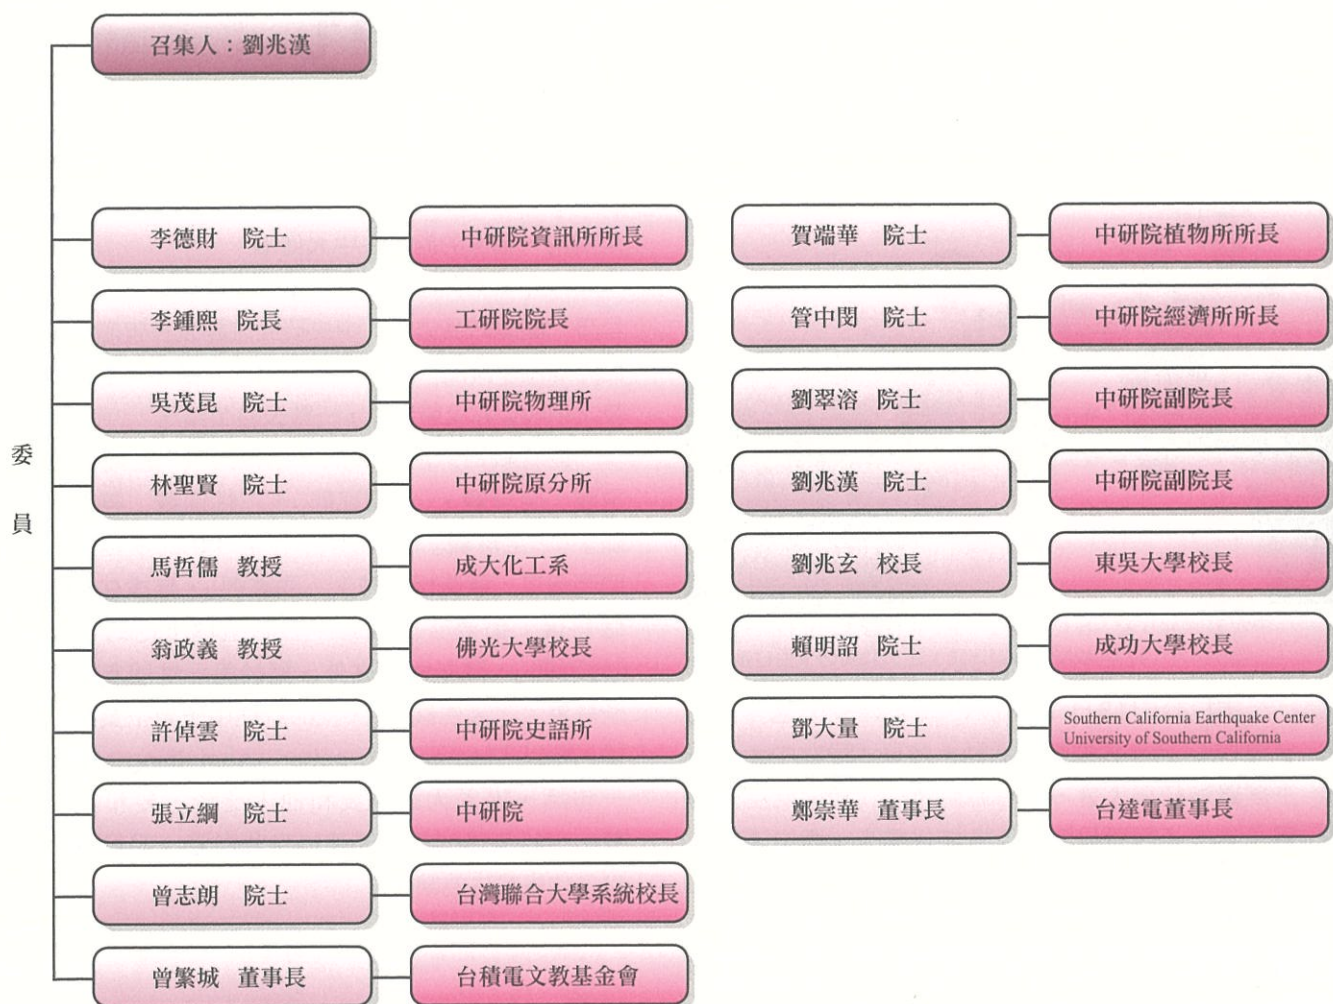 召集人：劉兆漢
委員
李德財 院士 中研院資訊所所長
李鍾熙 院長 工研院院長
吳茂昆 院士 中研院物理所
林聖賢 院士 中研院原分所
馬哲儒 教授 成大化工系
翁政義 教授 佛光大學校長
許倬雲 院士 中研院史語所
張立綱 院士 中研院
曾志朗 院士 台灣聯合大學系統校長
曾繁城 董事長 台積電文教基金會
賀端華 院士 中研院植物所所長
管中閔 院士 中研院經濟所所長
劉翠溶 院士 中研院副院長
劉兆漢 院士 中研院副院長
劉兆玄 校長 東吳大學校長
賴明詔 院士 成功大學校長
鄧大量 院士 Southern California Earthquake Center
University of Southern California
鄭崇華 董事長 台達電董事長